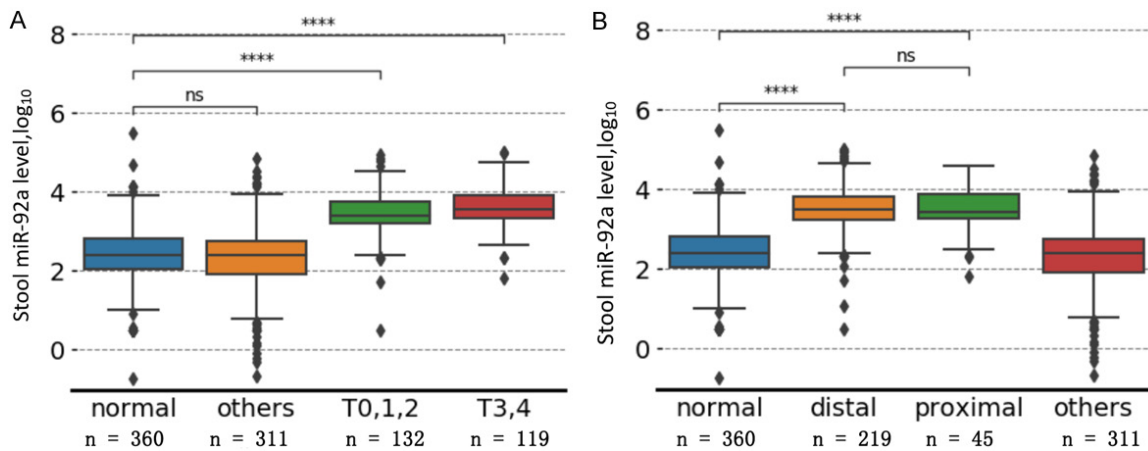 A
Stool miR-92a level,log10
8
6
4
2
0
****
****
ns
normal others T0,1,2 T3,4
n = 360 n = 311 n = 132 n = 119
B
Stool miR-92a level,log10
8
6
4
2
0
****
ns
****
normal distal proximal others
n = 360 n = 219 n = 45 n = 311